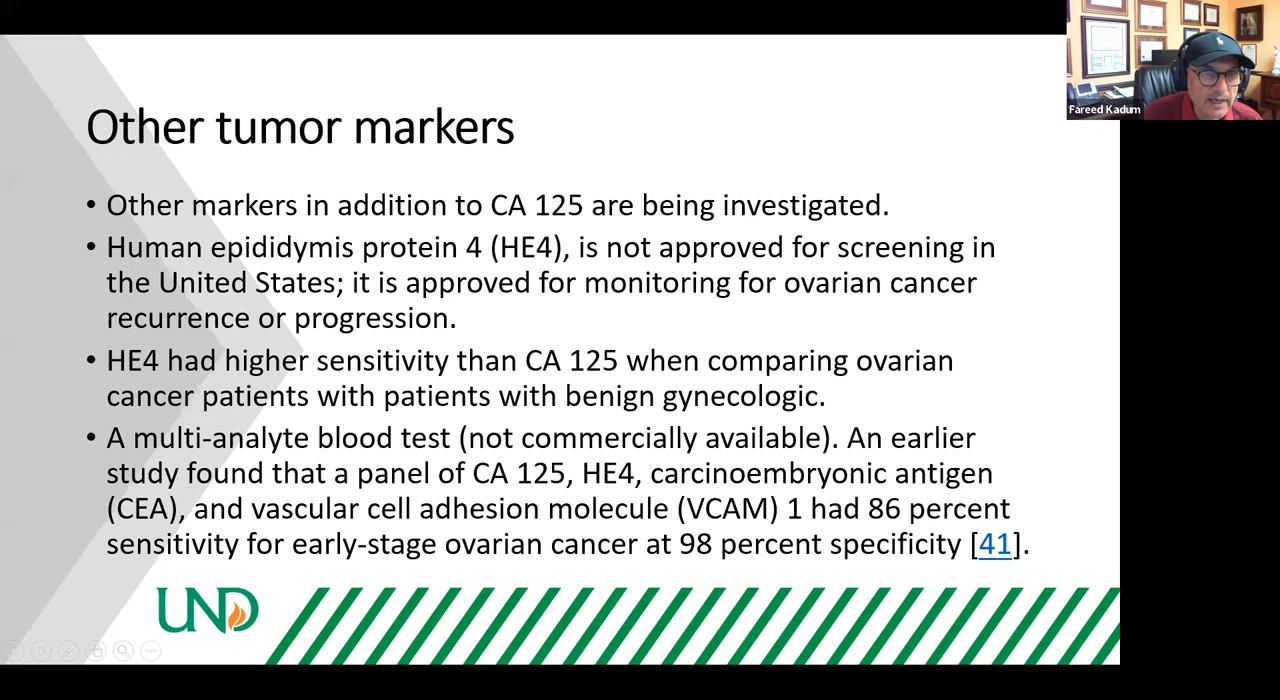 Fareed Kadum
Other tumor markers
• Other markers in addition to CA 125 are being investigated.
• Human epididymis protein 4 (HE4), is not approved for screening in
the United States; it is approved for monitoring for ovarian cancer
recurrence or progression.
• HE4 had higher sensitivity than CA 125 when comparing ovarian
cancer patients with patients with benign gynecologic.
• A multi-analyte blood test (not commercially available). An earlier
study found that a panel of CA 125, HE4, carcinoembryonic antigen
(CEA), and vascular cell adhesion molecule (VCAM) 1 had 86 percent
sensitivity for early-stage ovarian cancer at 98 percent specificity [41].
UND